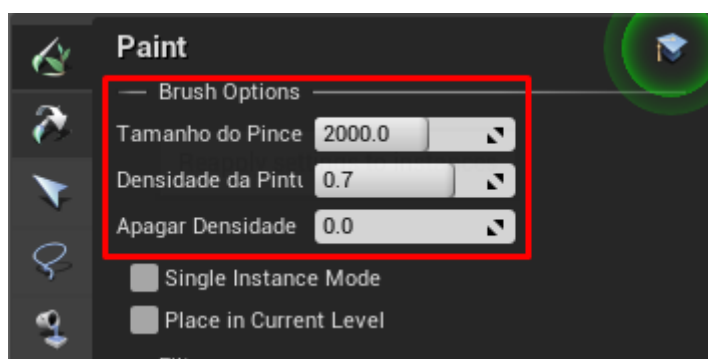 Paint
Brush Options
Tamanho do Pince 2000.0
Densidade da Pintu 0.7
Apagar Densidade 0.0
Single Instance Mode
Place in Current Level